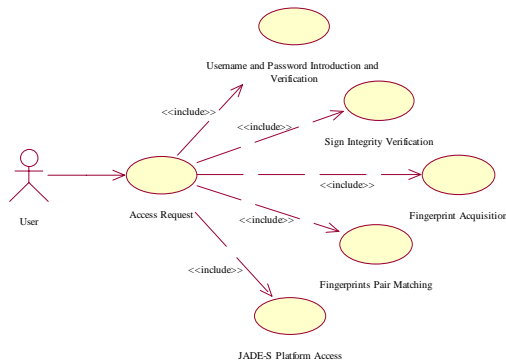 Username and Password Introduction and
Verification
<<include>>
<<include>>
Sign Integrity Verification
<<include>>
User
Access Request
Fingerprint Acquisition
<<include>>
Fingerprints Pair Matching
<<include>>
JADE-S Platform Access